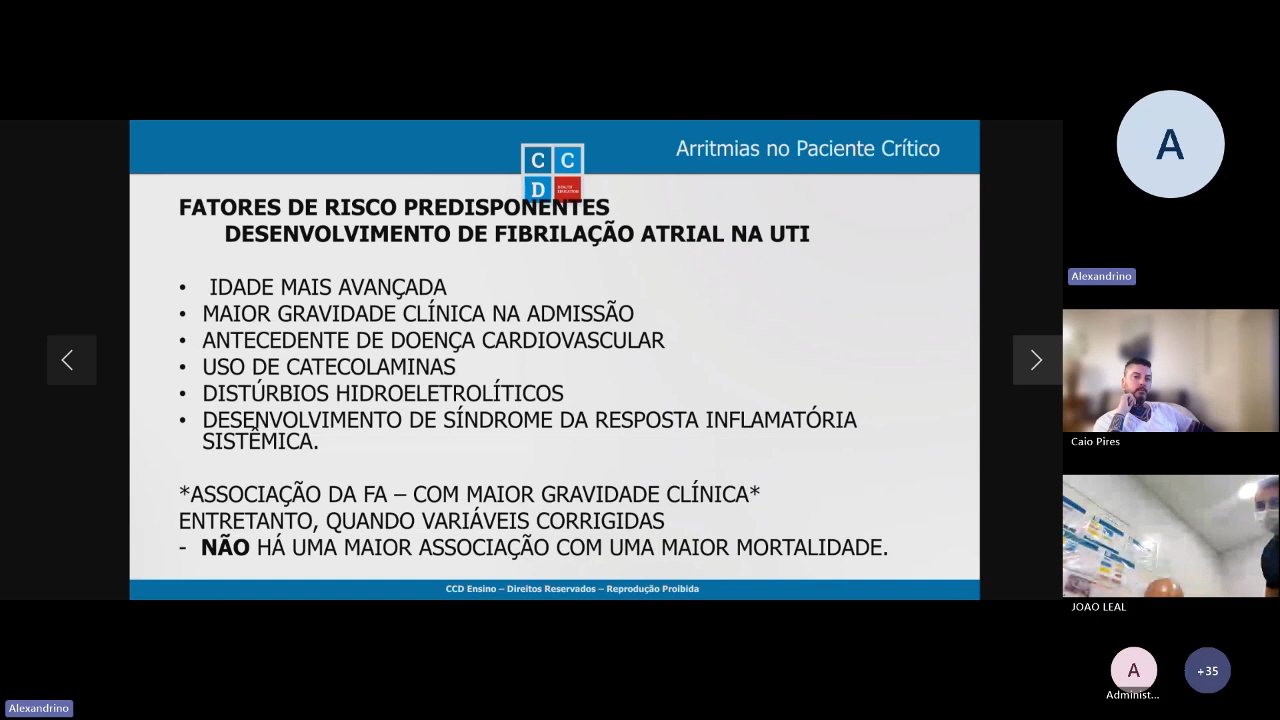 Arritmias no Paciente Crítico
C C
D HEALTH EDUCATION
FATORES DE RISCO PREDISPONENTES
DESENVOLVIMENTO DE FIBRILAÇÃO ATRIAL NA UTI
• IDADE MAIS AVANÇADA
• MAIOR GRAVIDADE CLÍNICA NA ADMISSÃO
• ANTECEDENTE DE DOENÇA CARDIOVASCULAR
• USO DE CATECOLAMINAS
• DISTÚRBIOS HIDROELETROLÍTICOS
• DESENVOLVIMENTO DE SÍNDROME DA RESPOSTA INFLAMATÓRIA
SISTÊMICA.
*ASSOCIAÇÃO DA FA – COM MAIOR GRAVIDADE CLÍNICA*
ENTRETANTO, QUANDO VARIÁVEIS CORRIGIDAS
- NÃO HÁ UMA MAIOR ASSOCIAÇÃO COM UMA MAIOR MORTALIDADE.
CCD Ensino – Direitos Reservados – Reprodução Proibida
A
Alexandrino
Caio Pires
JOAO LEAL
A
+35
Administ...
Alexandrino